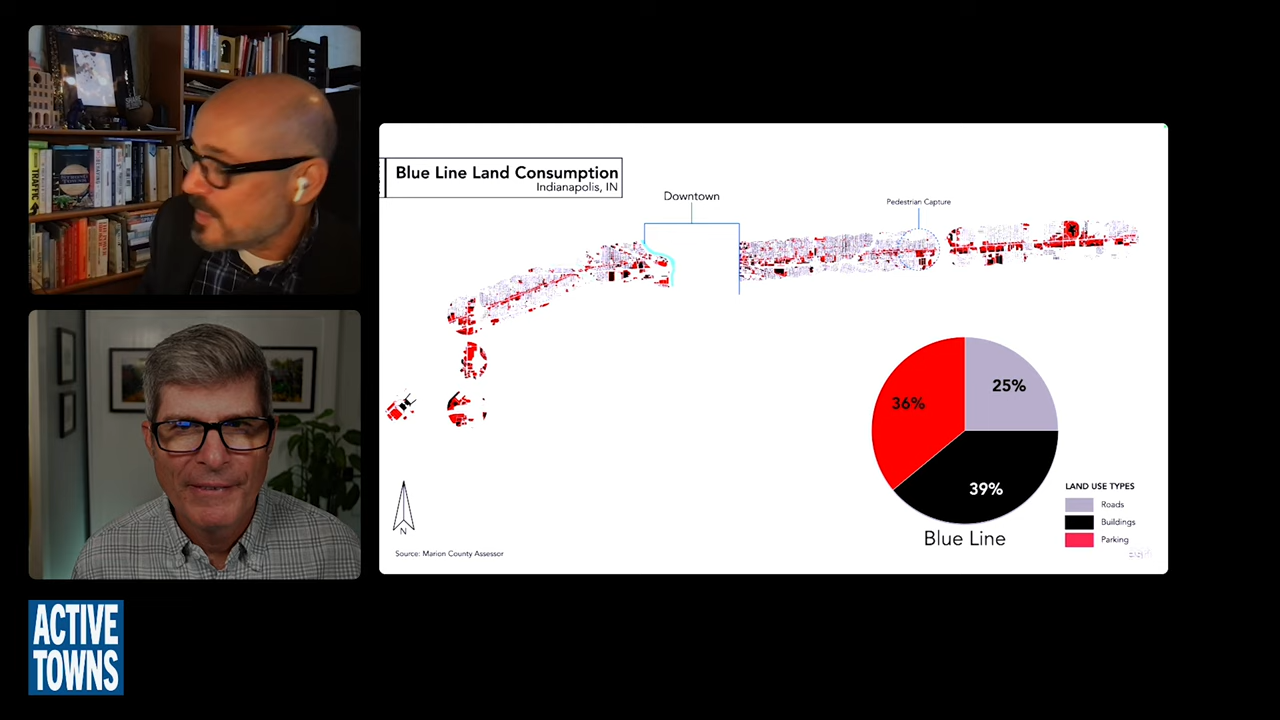 Blue Line Land Consumption
Indianapolis, IN
Downtown
Pedestrian Capture
36%
25%
39%
Blue Line
LAND USE TYPES
Roads
Buildings
Parking
N
Source: Marion County Assessor
TRAFFIC
ACTIVE
TOWNS